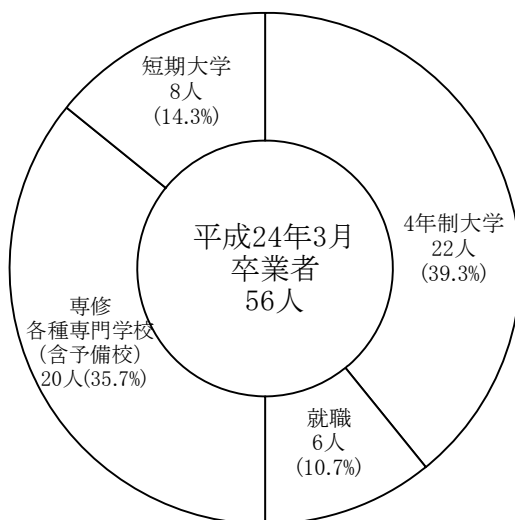 短期大学
8人
(14.3%)
4年制大学
22人
(39.3%)
平成24年3月
卒業者
56人
専修
各種専門学校
(含予備校)
20人(35.7%)
就職
6人
(10.7%)